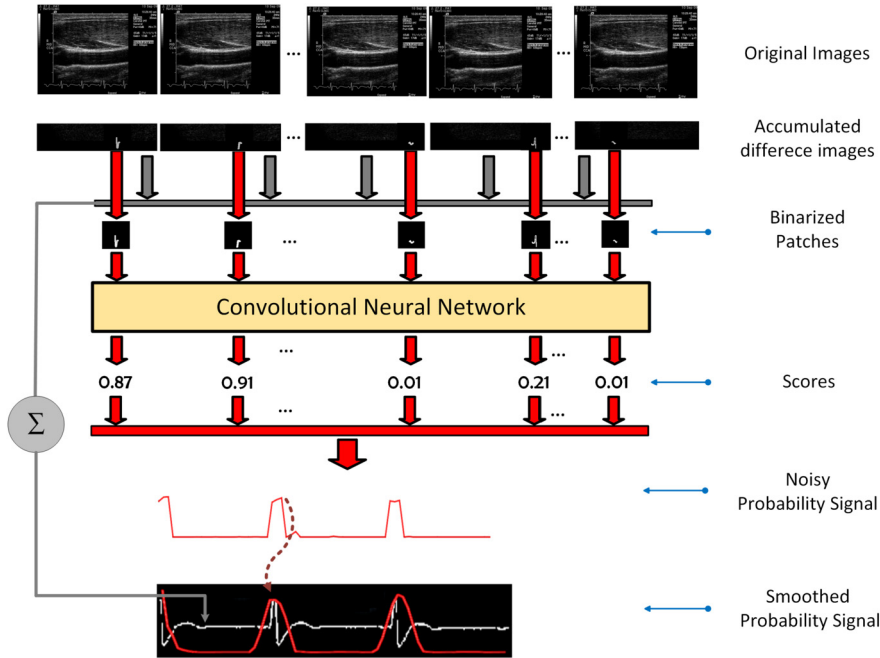 Original Images
...
...
Accumulated
differece images
...
...
Binarized
Patches
...
...
Convolutional Neural Network
...
...
0.87
0.91
0.01
0.21
0.01
Scores
...
...
Σ
Noisy
Probability Signal
Smoothed
Probability Signal